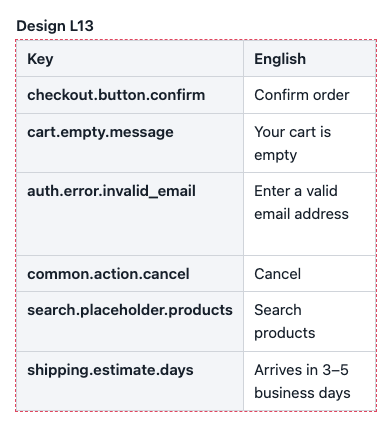 Design L13
Key English
checkout.button.confirm Confirm order
cart.empty.message Your cart is
empty
auth.error.invalid_email Enter a valid
email address
common.action.cancel Cancel
search.placeholder.products Search
products
shipping.estimate.days Arrives in 3–5
business days